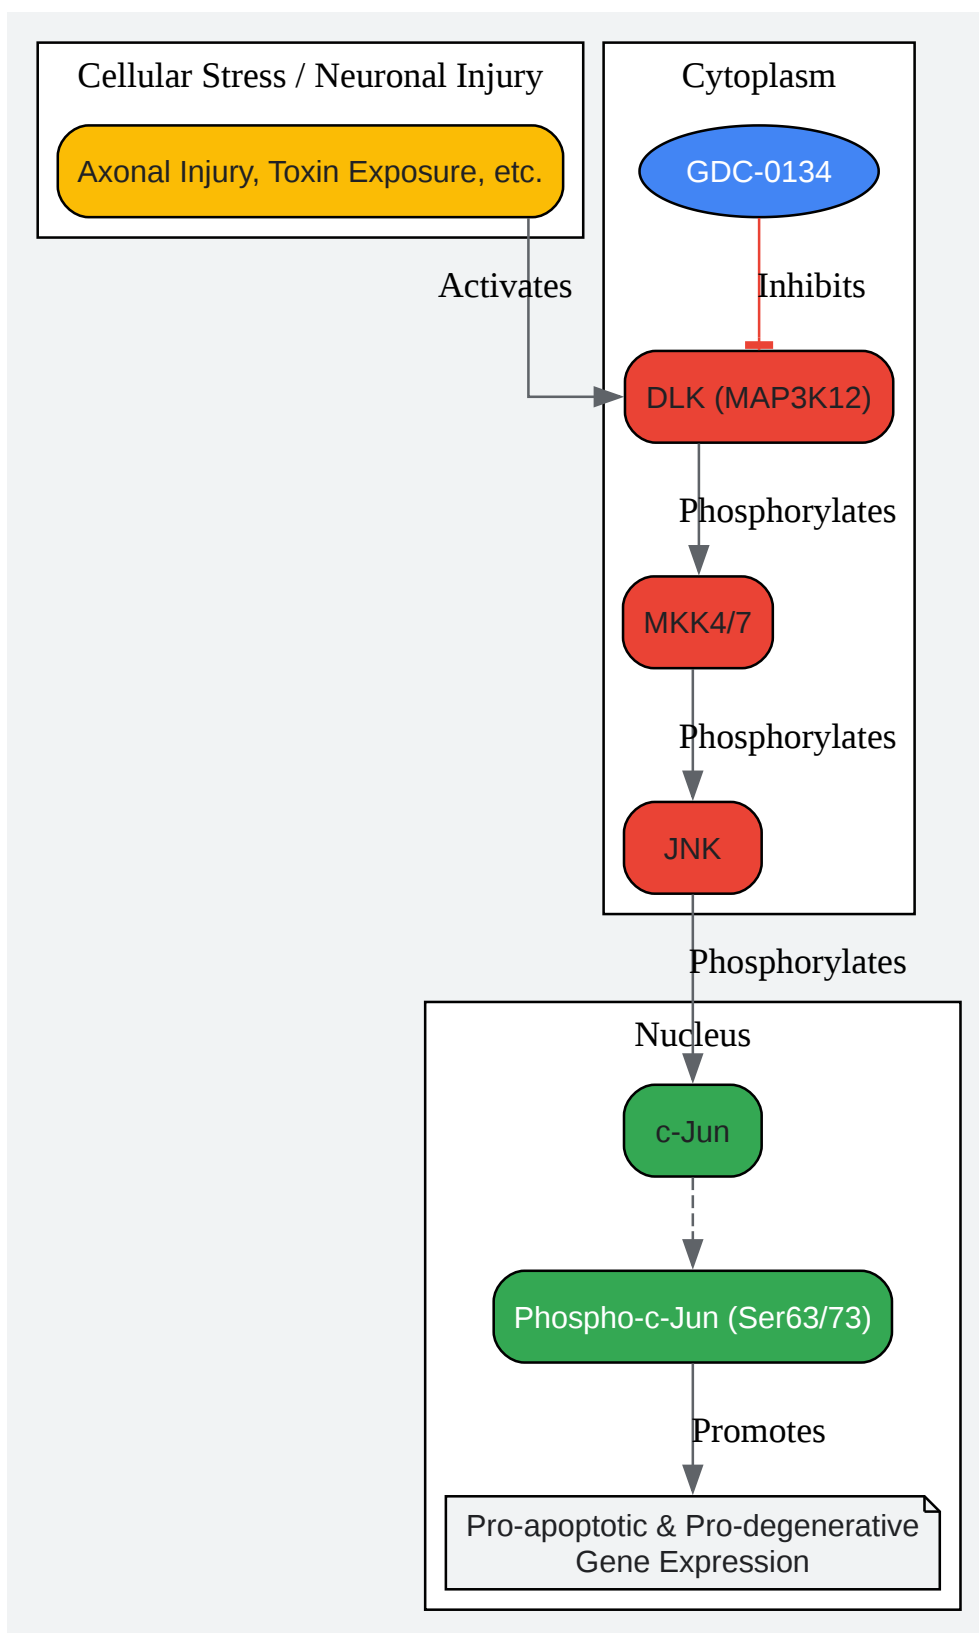 Cellular Stress / Neuronal Injury
Axonal Injury, Toxin Exposure, etc.
Cytoplasm
GDC-0134
Activates
Inhibits
DLK (MAP3K12)
Phosphorylates
MKK4/7
Phosphorylates
JNK
Phosphorylates
Nucleus
c-Jun
Phospho-c-Jun (Ser63/73)
Promotes
Pro-apoptotic & Pro-degenerative
Gene Expression